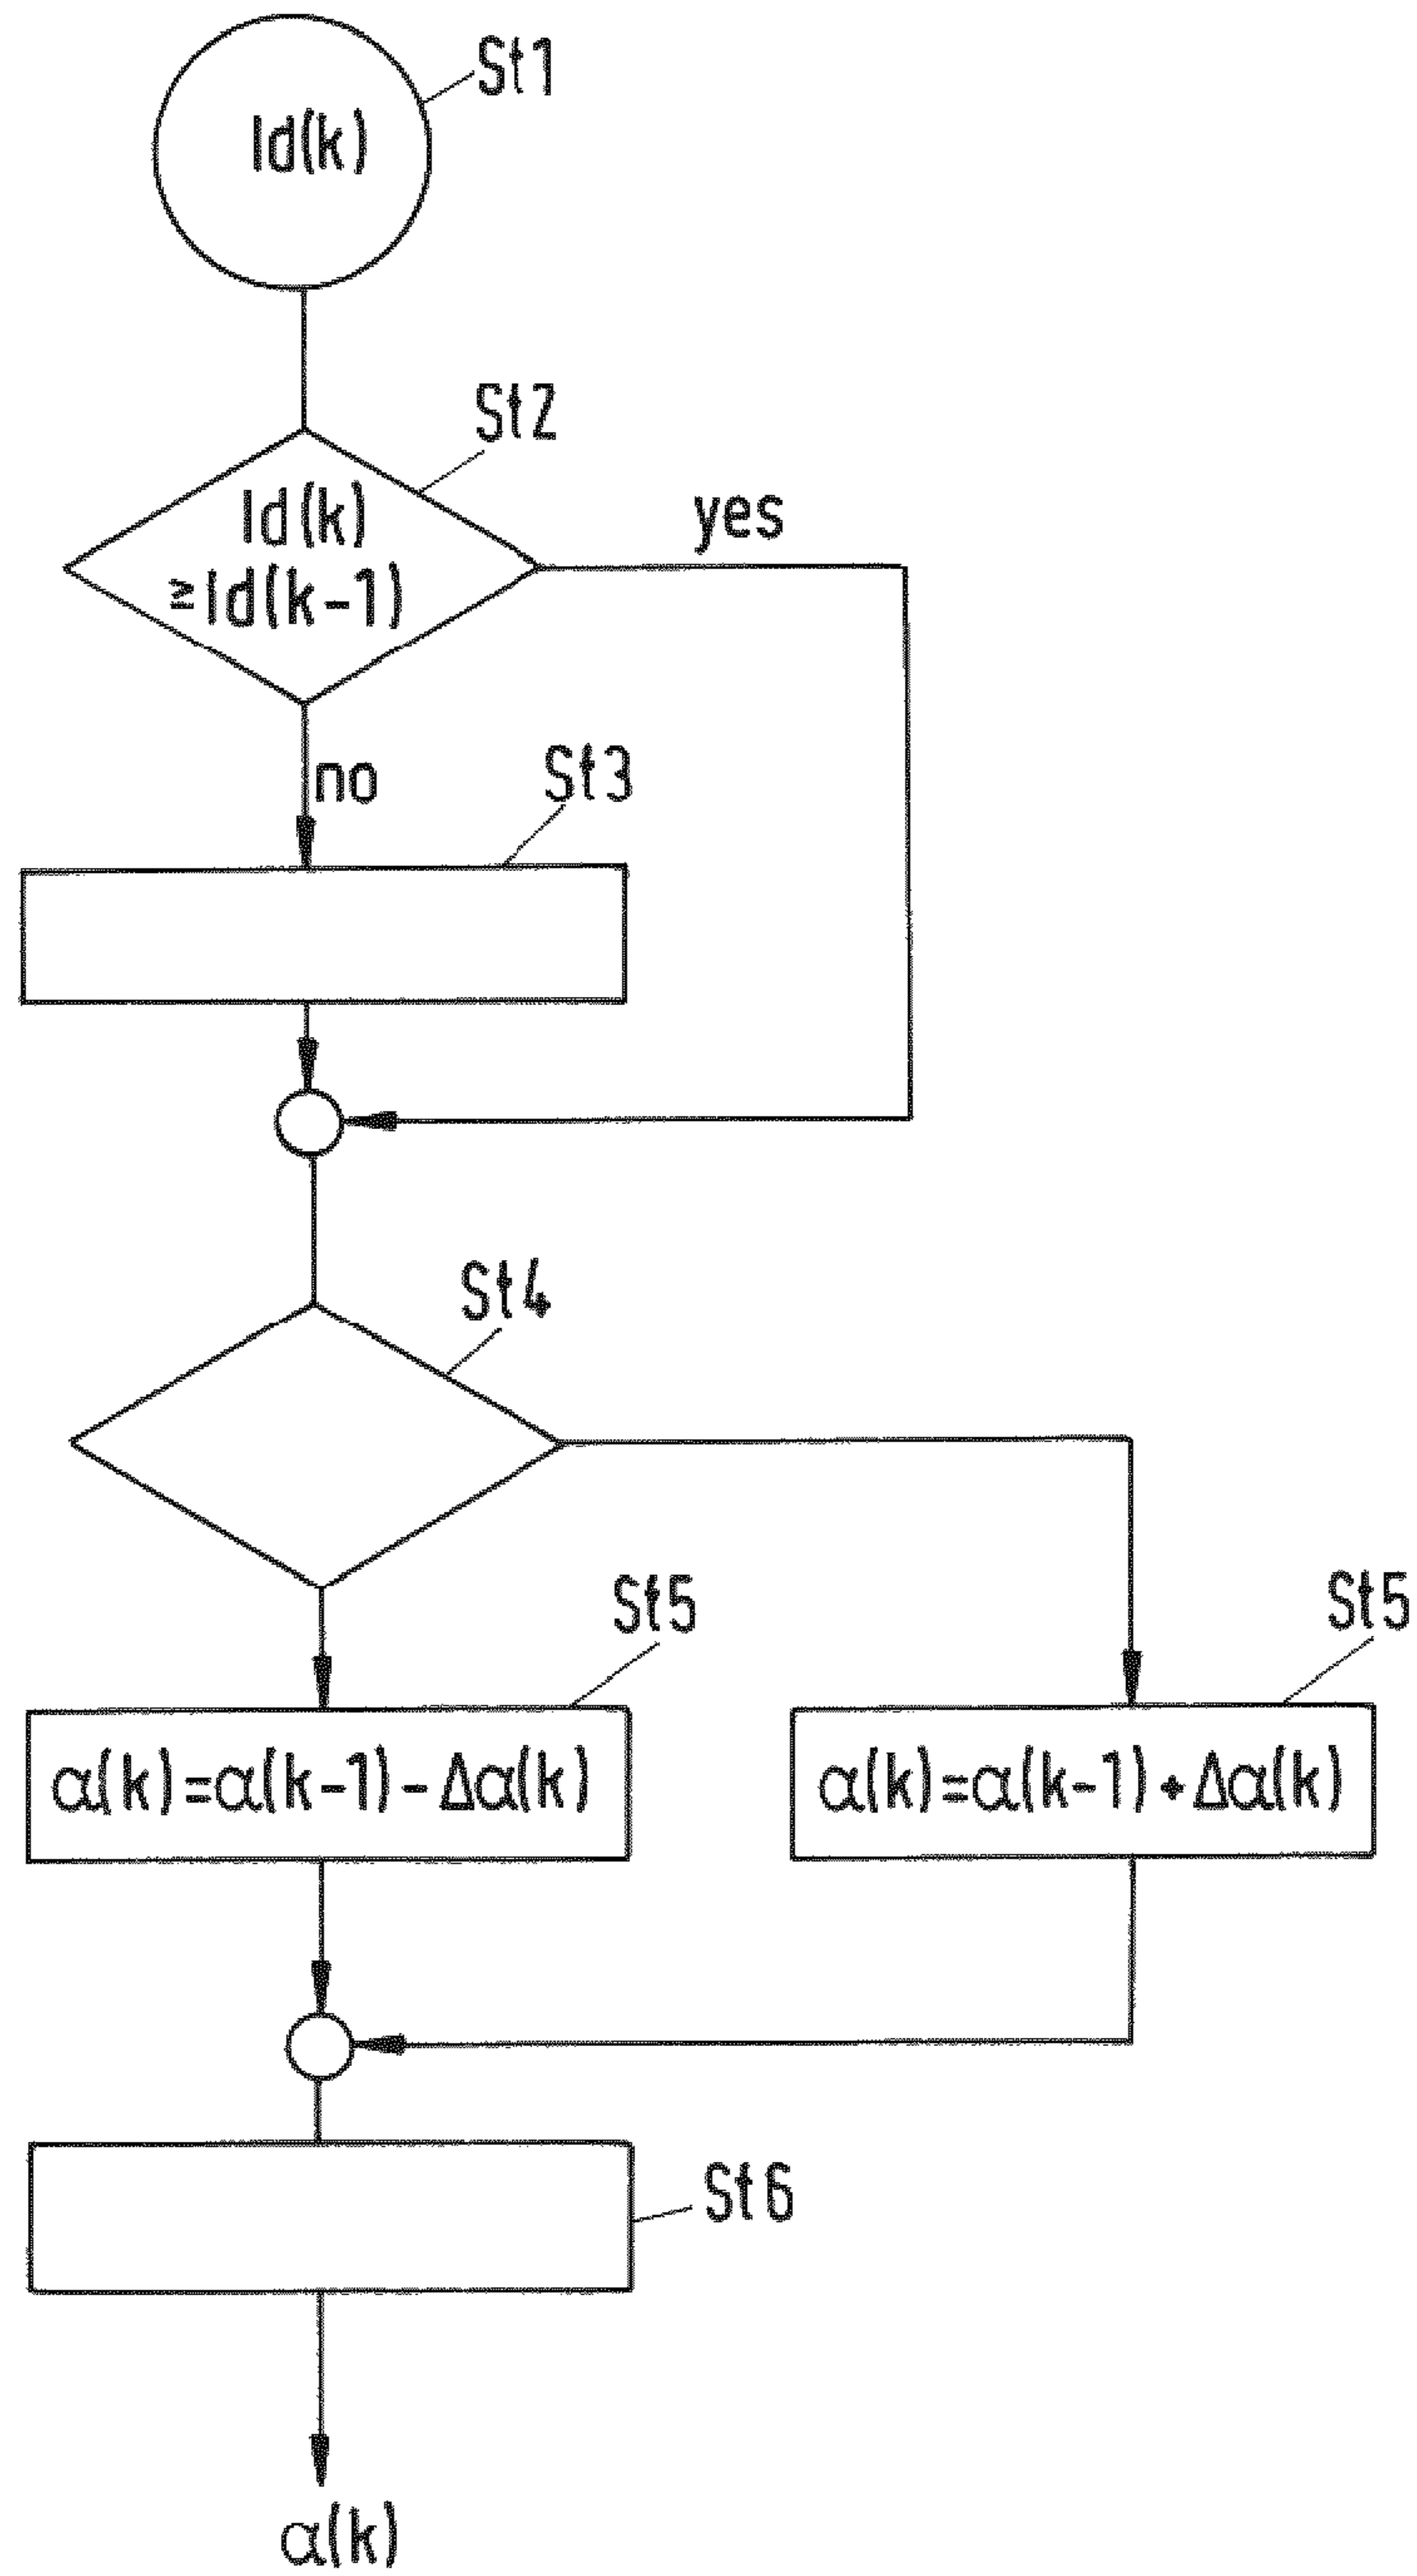 St1
Id(k)
St2
Id(k)
≥Id(k-1)
yes
no
St3
St4
St5
St5
α(k)=α(k-1)-Δα(k)
α(k)=α(k-1)+Δα(k)
St6
α(k)